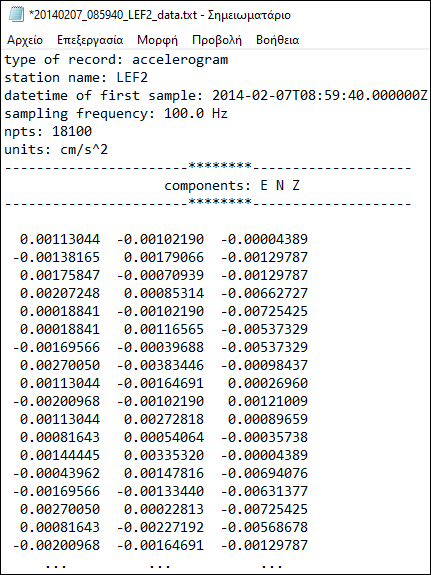 *20140207_085940_LEF2_data.txt - Σημειωματάριο
Αρχείο Επεξεργασία Μορφή Προβολή Βοήθεια
type of record: accelerogram
station name: LEF2
datetime of first sample: 2014-02-07T08:59:40.000000Z
sampling frequency: 100.0 Hz
npts: 18100
units: cm/s^2
-----------------------********--------------------
components: E N Z
-----------------------********--------------------
0.00113044 -0.00102190 -0.00004389
-0.00138165 0.00179066 -0.00129787
0.00175847 -0.00070939 -0.00129787
0.00207248 0.00085314 -0.00662727
0.00018841 -0.00102190 -0.00725425
0.00018841 0.00116565 -0.00537329
-0.00169566 -0.00039688 -0.00537329
0.00270050 -0.00383446 -0.00098437
0.00113044 -0.00164691 0.00026960
-0.00200968 -0.00102190 0.00121009
0.00113044 0.00272818 0.00089659
0.00081643 0.00054064 -0.00035738
0.00144445 0.00335320 -0.00004389
-0.00043962 0.00147816 -0.00694076
-0.00169566 -0.00133440 -0.00631377
0.00270050 0.00022813 -0.00725425
0.00081643 -0.00227192 -0.00568678
-0.00200968 -0.00164691 -0.00129787
... ... ...